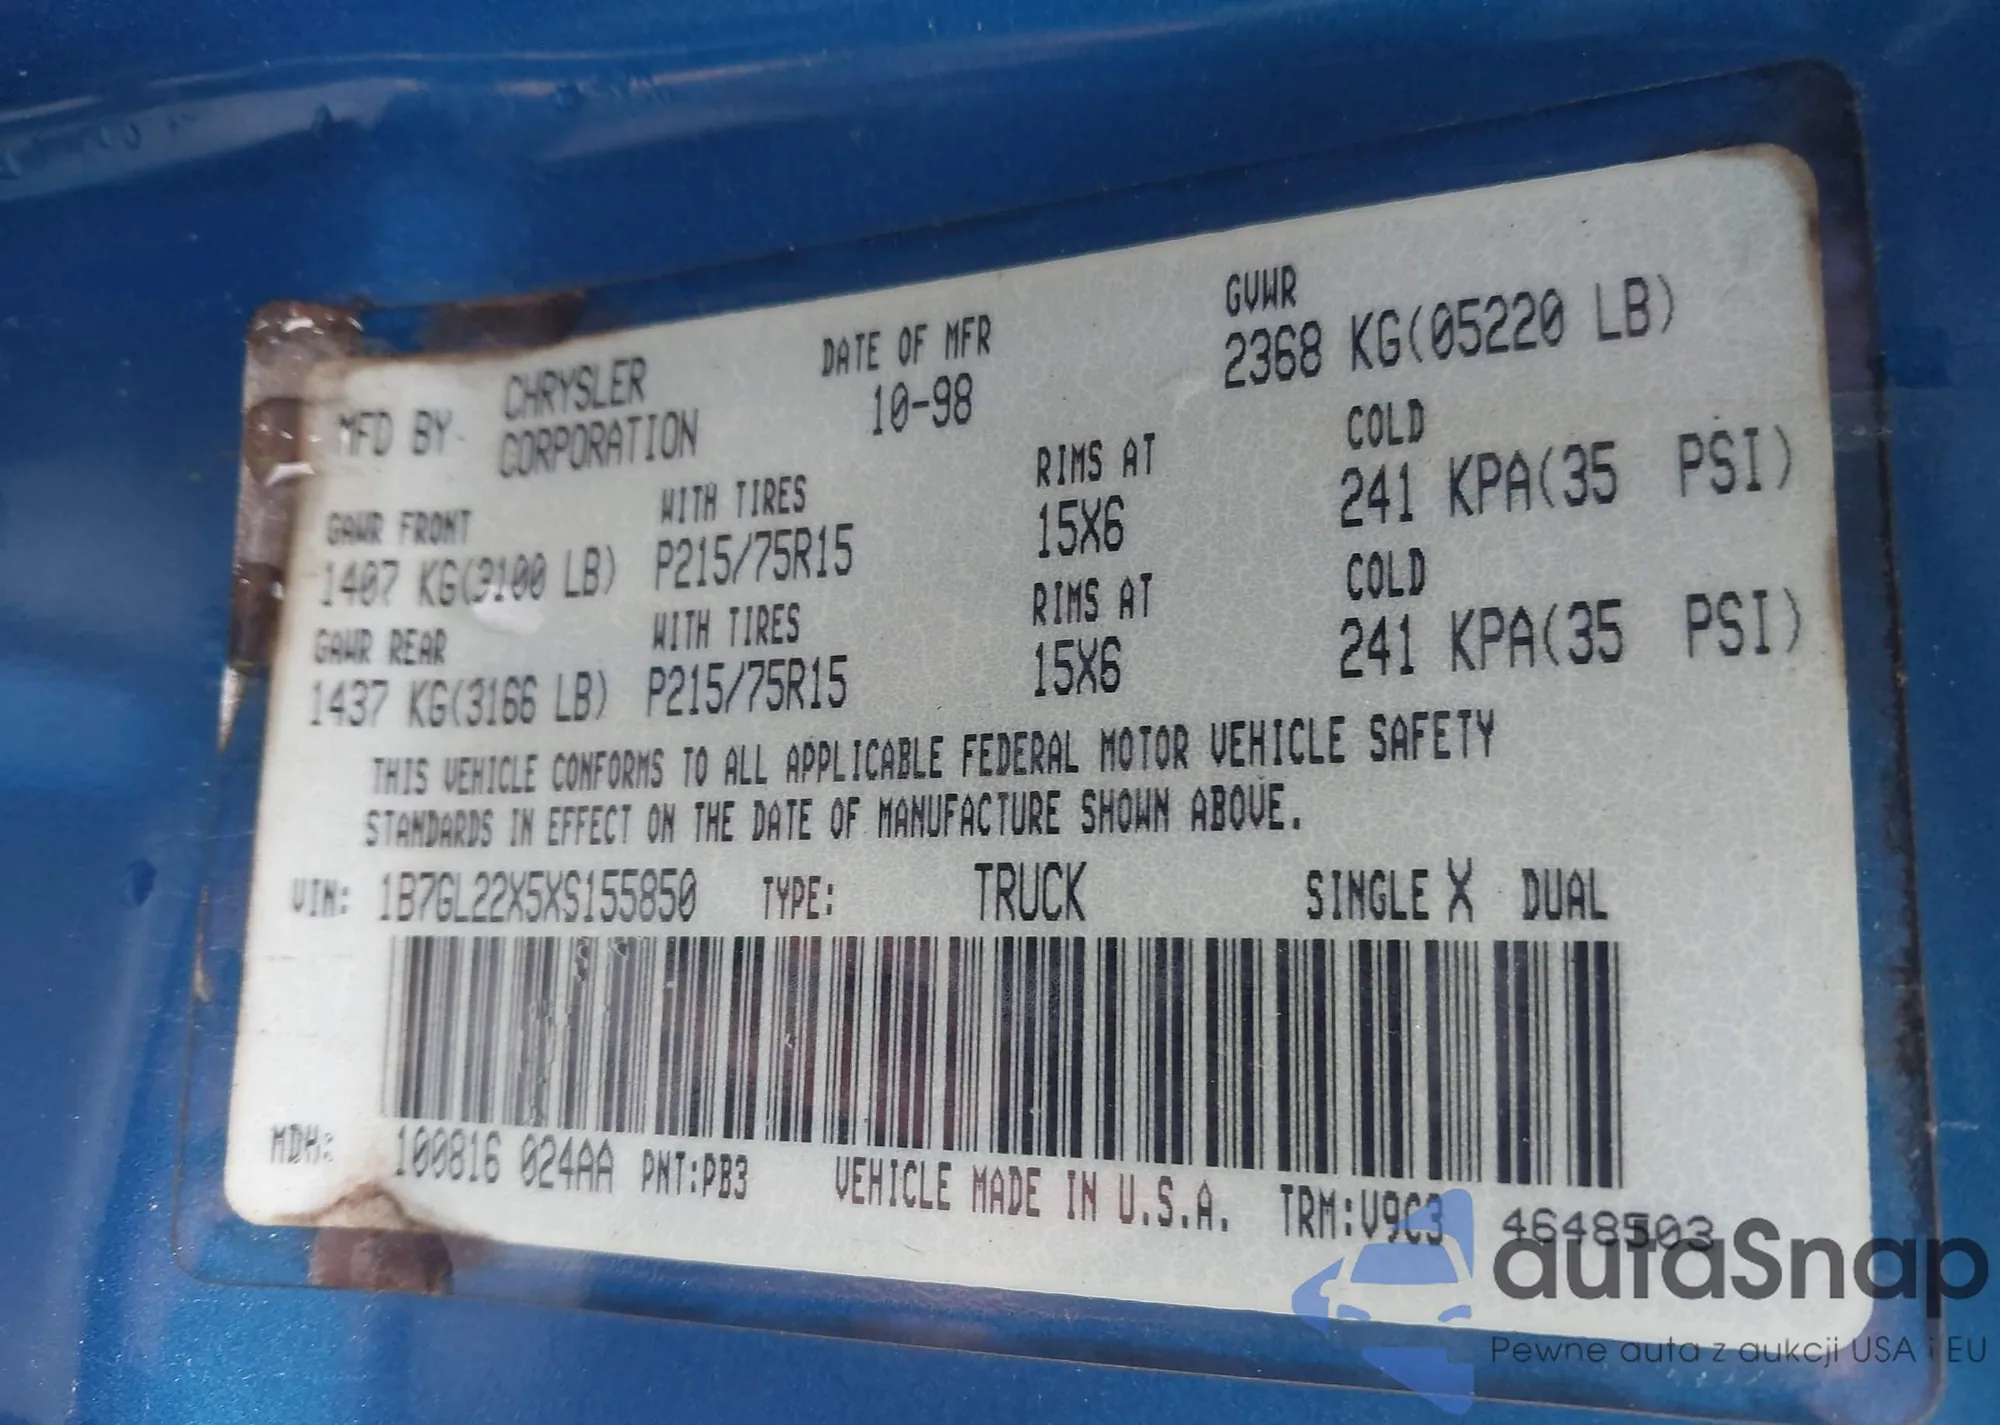 MFD BY CHRYSLER CORPORATION
DATE OF MFR
10-98
GVWR
2368 KG(05220 LB)
GAWR FRONT WITH TIRES RIMS AT COLD
1407 KG(3100 LB) P215/75R15 15X6 241 KPA(35 PSI)
GAWR REAR WITH TIRES RIMS AT COLD
1437 KG(3166 LB) P215/75R15 15X6 241 KPA(35 PSI)
THIS VEHICLE CONFORMS TO ALL APPLICABLE FEDERAL MOTOR VEHICLE SAFETY
STANDARDS IN EFFECT ON THE DATE OF MANUFACTURE SHOWN ABOVE.
VIN: 1B7GL22X5XS155850 TYPE: TRUCK SINGLE X DUAL
MDH: 100816 024AA PNT:PB3 VEHICLE MADE IN U.S.A. TRM:V9C3 4648503
autaSnap
Pewne auta z aukcji USA i EU